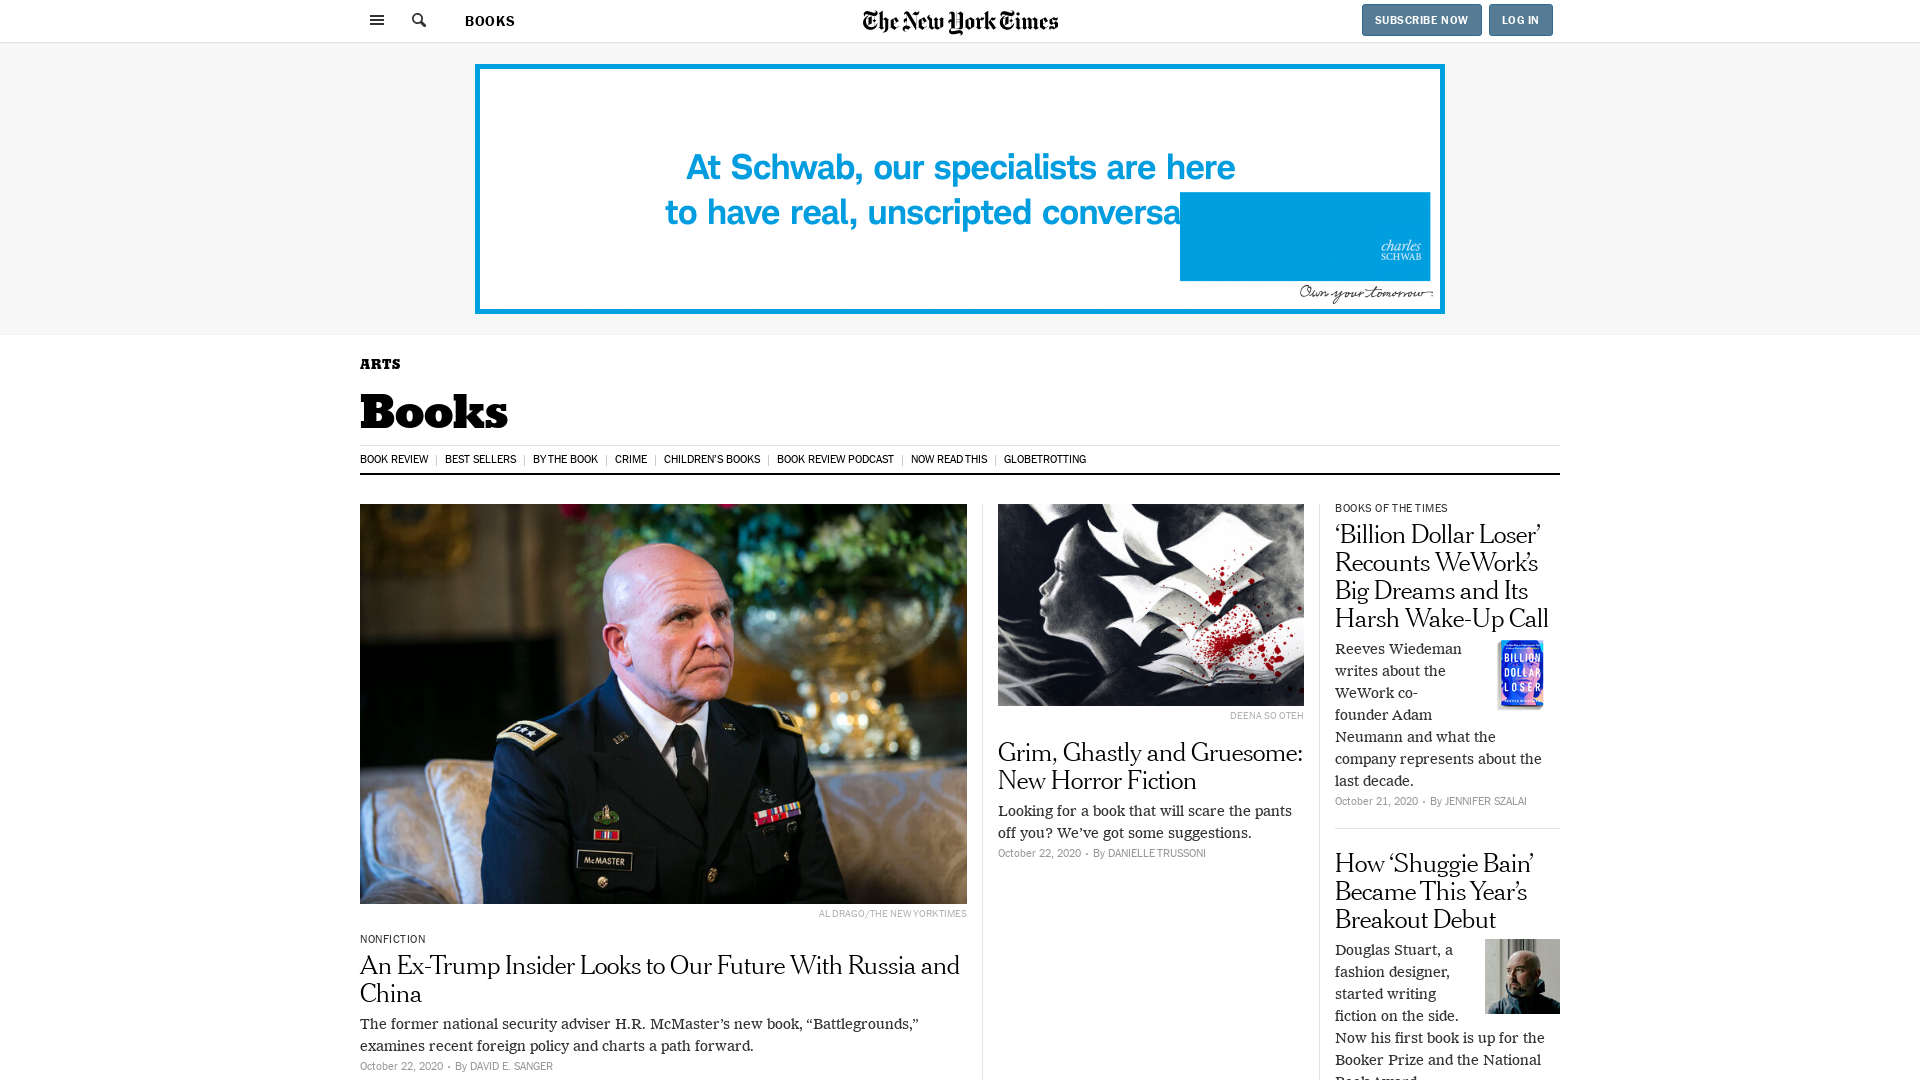 BOOKS
The New York Times
SUBSCRIBE NOW
LOG IN
At Schwab, our specialists are here
to have real, unscripted conversa
charles
SCHWAB
Own your tomorrow
ARTS
Books
BOOK REVIEW
BEST SELLERS
BY THE BOOK
CRIME
CHILDREN’S BOOKS
BOOK REVIEW PODCAST
NOW READ THIS
GLOBETROTTING
McMASTER
AL DRAGO/THE NEW YORK TIMES
NONFICTION
An Ex-Trump Insider Looks to Our Future With Russia and
China
The former national security adviser H.R. McMaster’s new book, “Battlegrounds,”
examines recent foreign policy and charts a path forward.
October 22, 2020 • By DAVID E. SANGER
DEENA SO OTEH
Grim, Ghastly and Gruesome:
New Horror Fiction
Looking for a book that will scare the pants
off you? We’ve got some suggestions.
October 22, 2020 • By DANIELLE TRUSSONI
BOOKS OF THE TIMES
‘Billion Dollar Loser’
Recounts WeWork’s
Big Dreams and Its
Harsh Wake-Up Call
Reeves Wiedeman
writes about the
WeWork co-
founder Adam
Neumann and what the
company represents about the
last decade.
BILLION
DOLLAR
LOSER
October 21, 2020 • By JENNIFER SZALAI
How ‘Shuggie Bain’
Became This Year’s
Breakout Debut
Douglas Stuart, a
fashion designer,
started writing
fiction on the side.
Now his first book is up for the
Booker Prize and the National
Book Award.